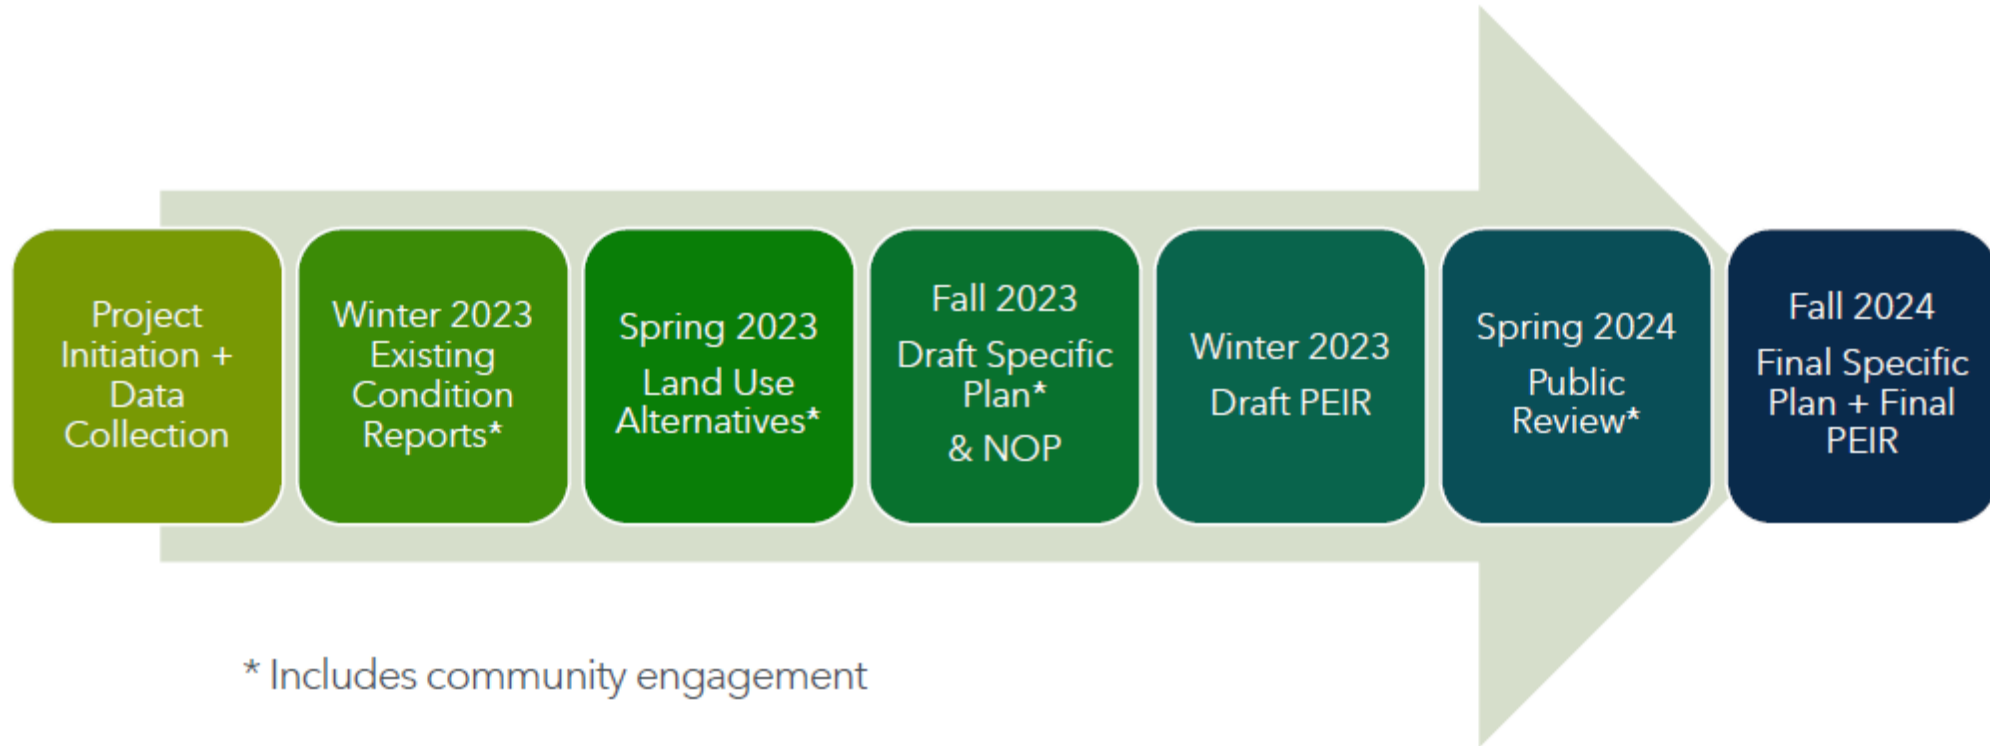 Project
Initiation +
Data
Collection
Winter 2023
Existing
Condition
Reports*
Spring 2023
Land Use
Alternatives*
Fall 2023
Draft Specific
Plan*
& NOP
Winter 2023
Draft PEIR
Spring 2024
Public
Review*
Fall 2024
Final Specific
Plan + Final
PEIR
* Includes community engagement